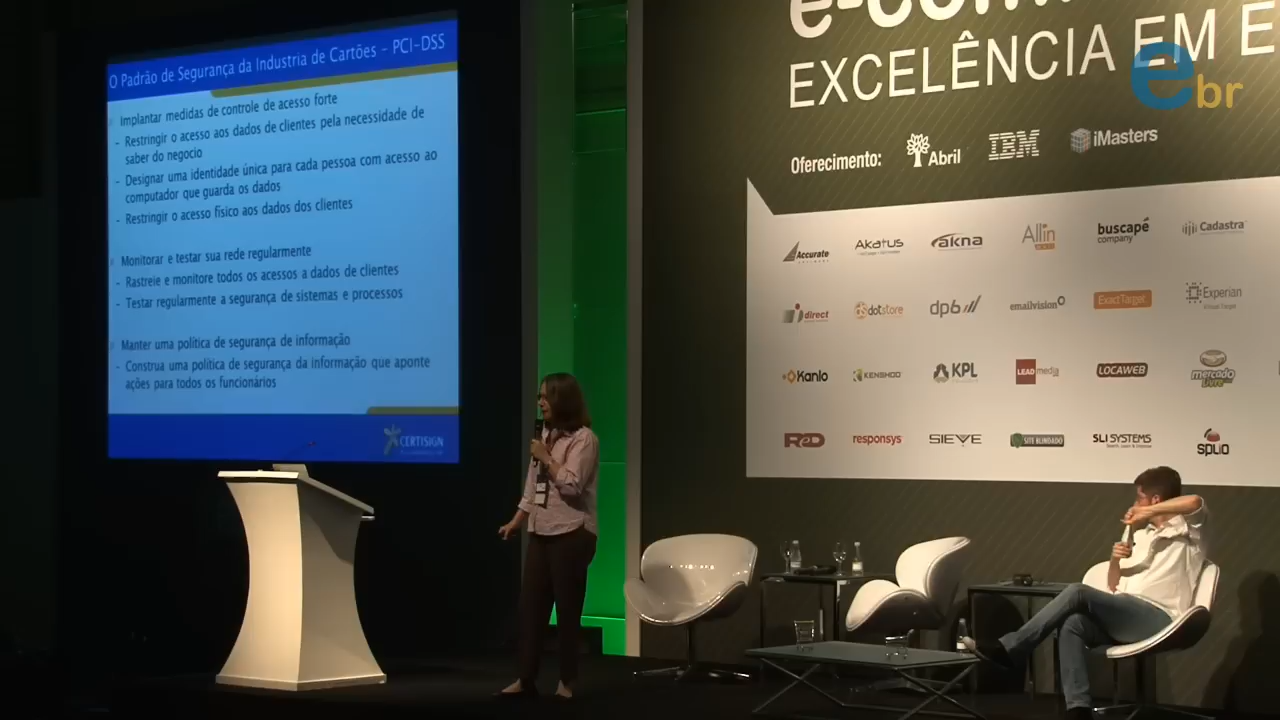 O Padrão de Segurança da Industria de Cartões - PCI-DSS
Implantar medidas de controle de acesso forte
- Restringir o acesso aos dados de clientes pela necessidade de
saber do negocio
- Designar uma identidade única para cada pessoa com acesso ao
computador que guarda os dados
- Restringir o acesso físico aos dados dos clientes
Monitorar e testar sua rede regularmente
- Rastreie e monitore todos os acessos a dados de clientes
- Testar regularmente a segurança de sistemas e processos
Manter uma política de segurança de informação
- Construa uma política de segurança da informação que aponte
ações para todos os funcionários
CERTISIGN
EXCELÊNCIA EM E
ebr
Oferecimento: Abril IBM iMasters
Accurate AKATUS akna Allin buscapé company Cadastra
direct dotstore dp6 emailvision ExactTarget Experian
Kanlo KENSHOO KPL LEAD media LOCAWEB mercado livre
ReD responsys SIEVE SITE BLINDADO SLI SYSTEMS splio